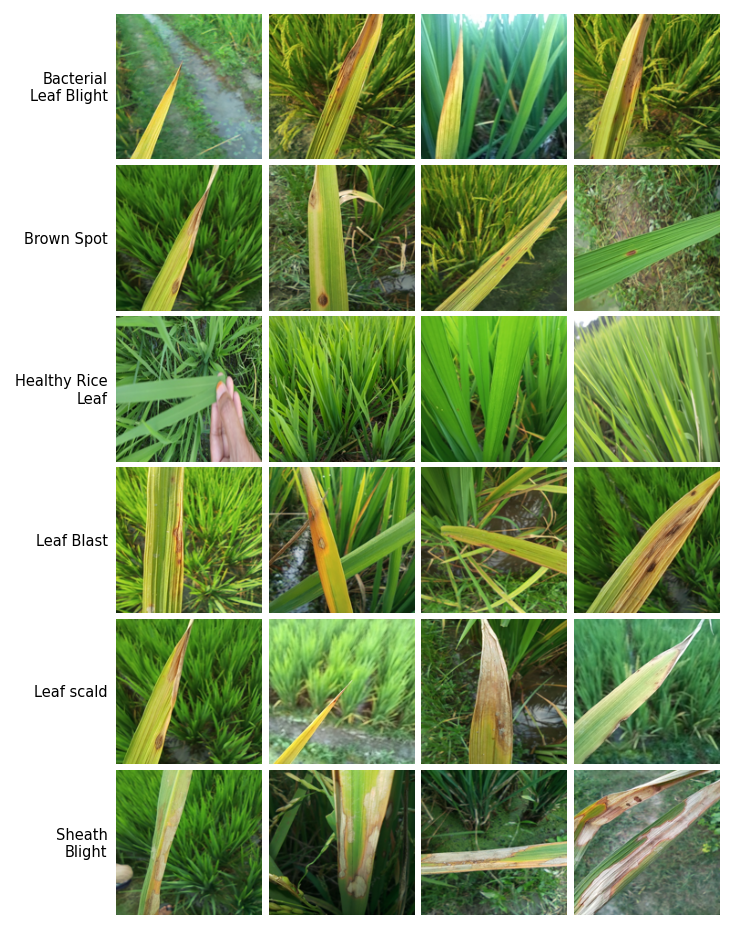 Bacterial
Leaf Blight
Brown Spot
Healthy Rice
Leaf
Leaf Blast
Leaf scald
Sheath
Blight